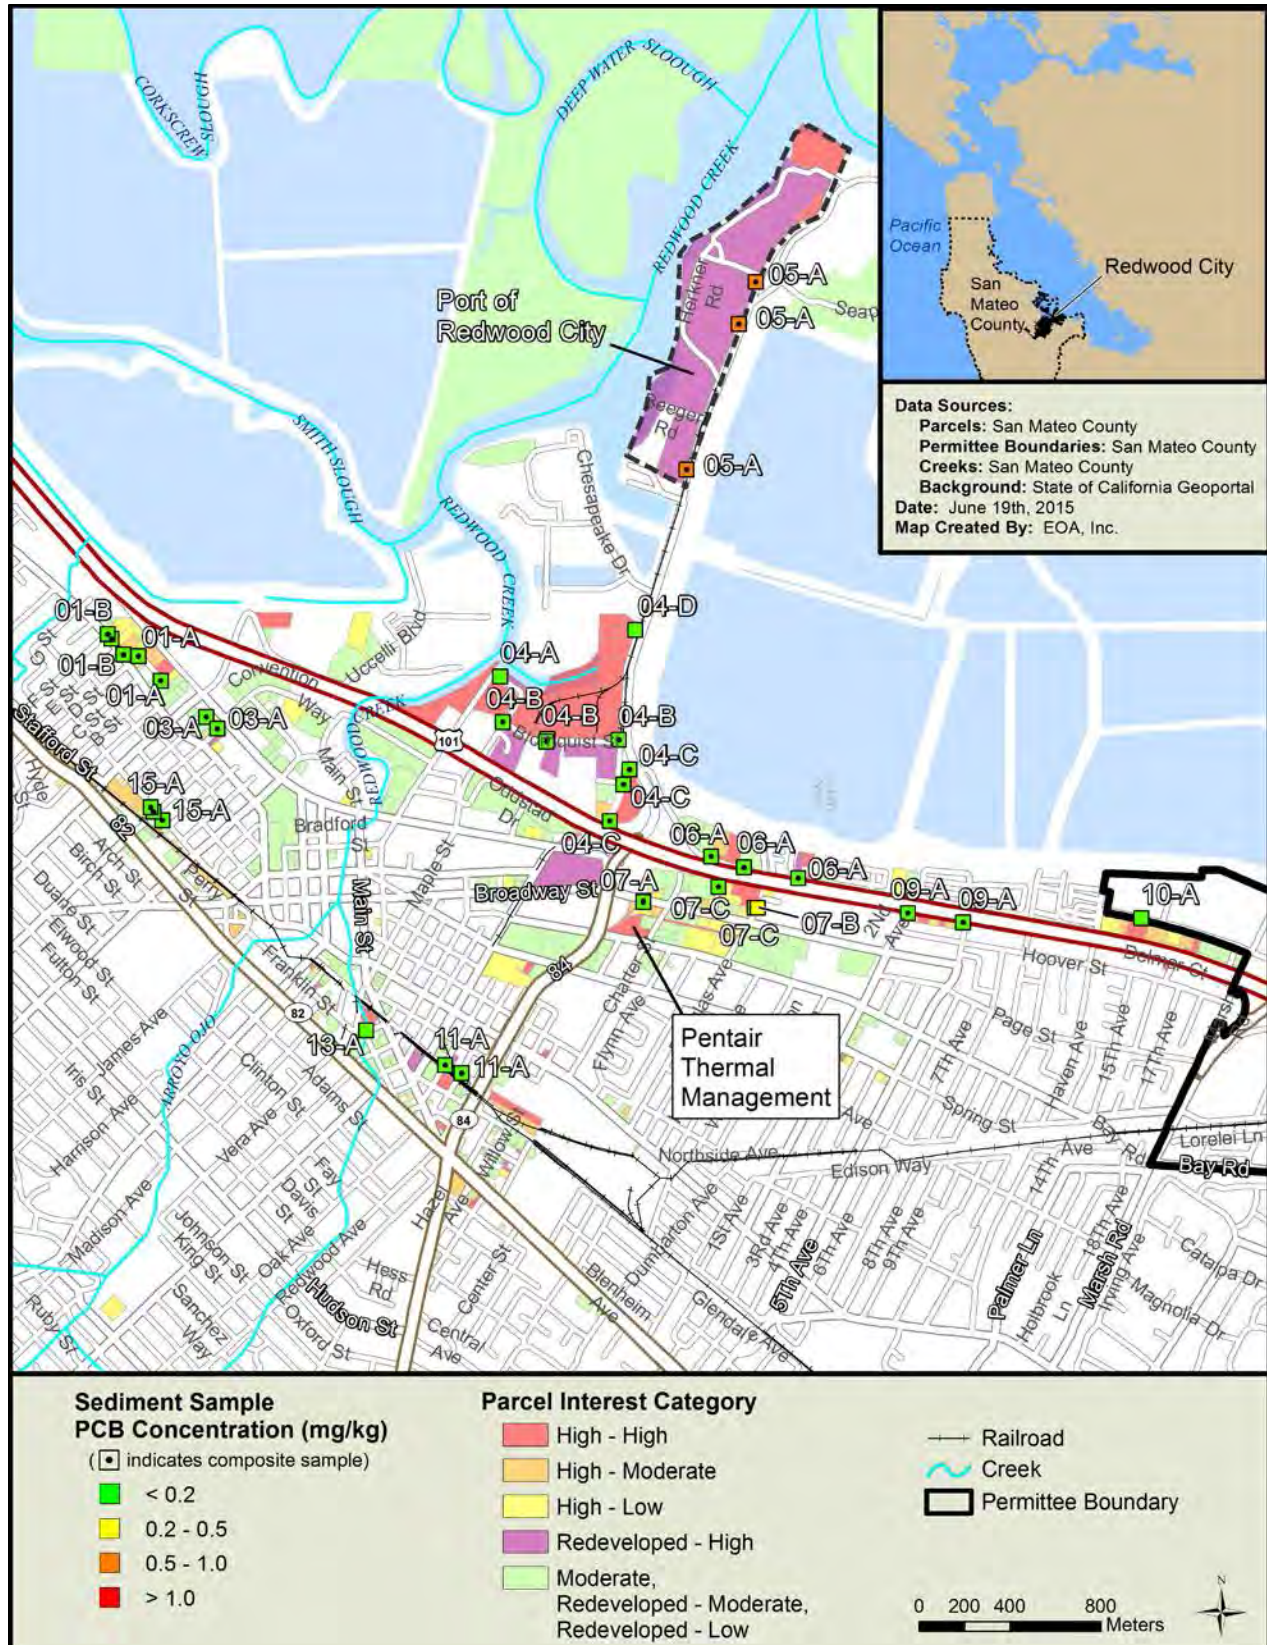 CORKSCREW
SLOUGH
DEEP WATER
SLOOUGH
REDWOOD CREEK
Pacific
Ocean
San
Mateo
County
Redwood City
Port of
Redwood City
Herkner
Rd
05-A
05-A
Seap
Beeger
Rd
05-A
Data Sources:
Parcels: San Mateo County
Permittee Boundaries: San Mateo County
Creeks: San Mateo County
Background: State of California Geoportal
Date: June 19th, 2015
Map Created By: EOA, Inc.
SMITH SLOUGH
REDWOOD
CREEK
Chesapeake Dr
01-B
01-A
01-B
01-A
03-A
03-A
G St
Convention
Way
Uccelli Blvd
04-D
04-A
04-B
04-B
04-B
Blomquist St
04-C
04-C
04-C
101
REDWOOD
CREEK
Main St
Oddstad
Dr
Stafford St
Hyde
St
15-A
15-A
82
Arch St
Birch St
Duane St
Elwood St
Fulton St
Perry
St
Bradford
St
Maple St
Main St
Broadway St
06-A
06-A
06-A
07-A
07-C
07-C
07-B
2Nd
Ave
09-A
09-A
10-A
Hoover St
Delmar Ct
84
Charter St
Flynn Ave
Pentair
Thermal
Management
Page St
7Th Ave
Haven Ave
15Th Ave
17Th Ave
Franklin St
82
13-A
11-A
11-A
James Ave
Iris St
Harrison Ave
ARROYO OJO
Clinton St
Vera Ave
Adams St
Fay
St
Davis
St
84
Willow St
Hazel
Ave
Northside Ave
Edison Way
Spring St
Ave
Bay Rd
Ave
Lorelei Ln
Bay Rd
Madison Ave
Johnson St
King St
Oak Ave
Redwood Ave
Hess
Rd
Center St
Dumbarton Ave
1ST Ave
3Rd Ave
4Th Ave
5Th Ave
6Th Ave
8Th Ave
9Th Ave
14Th
Palmer Ln
Marsh Rd
18Th Ave
Irving Ave
Catalpa Dr
Magnolia Dr
Holbrook
Ln
Ruby St
Sanchez
Way
Hudson St
Oxford St
Central
Ave
Blenheim
Ave
Glendale Ave
Sediment Sample
PCB Concentration (mg/kg)
( indicates composite sample)
< 0.2
0.2 - 0.5
0.5 - 1.0
> 1.0
Parcel Interest Category
High - High
High - Moderate
High - Low
Redeveloped - High
Moderate,
Redeveloped - Moderate,
Redeveloped - Low
Railroad
Creek
Permittee Boundary
0 200 400 800
Meters
N